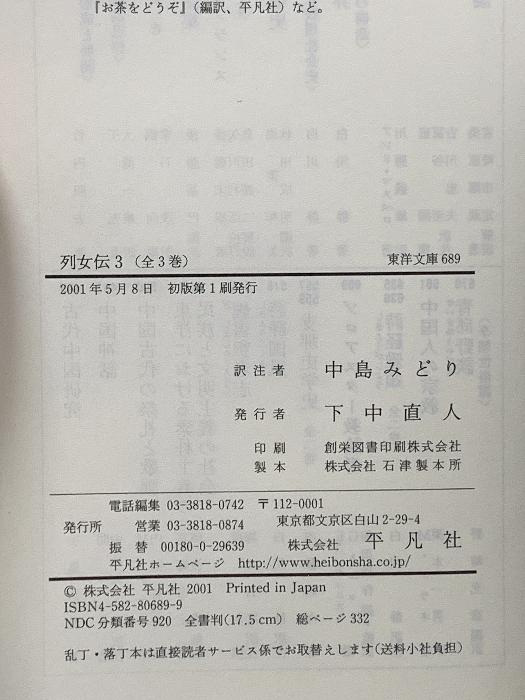 『お茶をどうぞ』（編訳、平凡社）など。
列女伝3（全3巻） 東洋文庫689
2001年5月8日 初版第1刷発行
訳注者 中島みどり
発行者 下中直人
印刷 創栄図書印刷株式会社
製本 株式会社 石津製本所
電話編集 03-3818-0742 〒112-0001
発行所 営業 03-3818-0874 東京都文京区白山2-29-4
振替 00180-0-29639 株式会社 平凡社
平凡社ホームページ http://www.heibonsha.co.jp/
© 株式会社 平凡社 2001 Printed in Japan
ISBN4-582-80689-9
NDC分類番号920 全書判(17.5cm) 総ページ332
乱丁・落丁本は直接読者サービス係でお取替えします(送料小社負担)